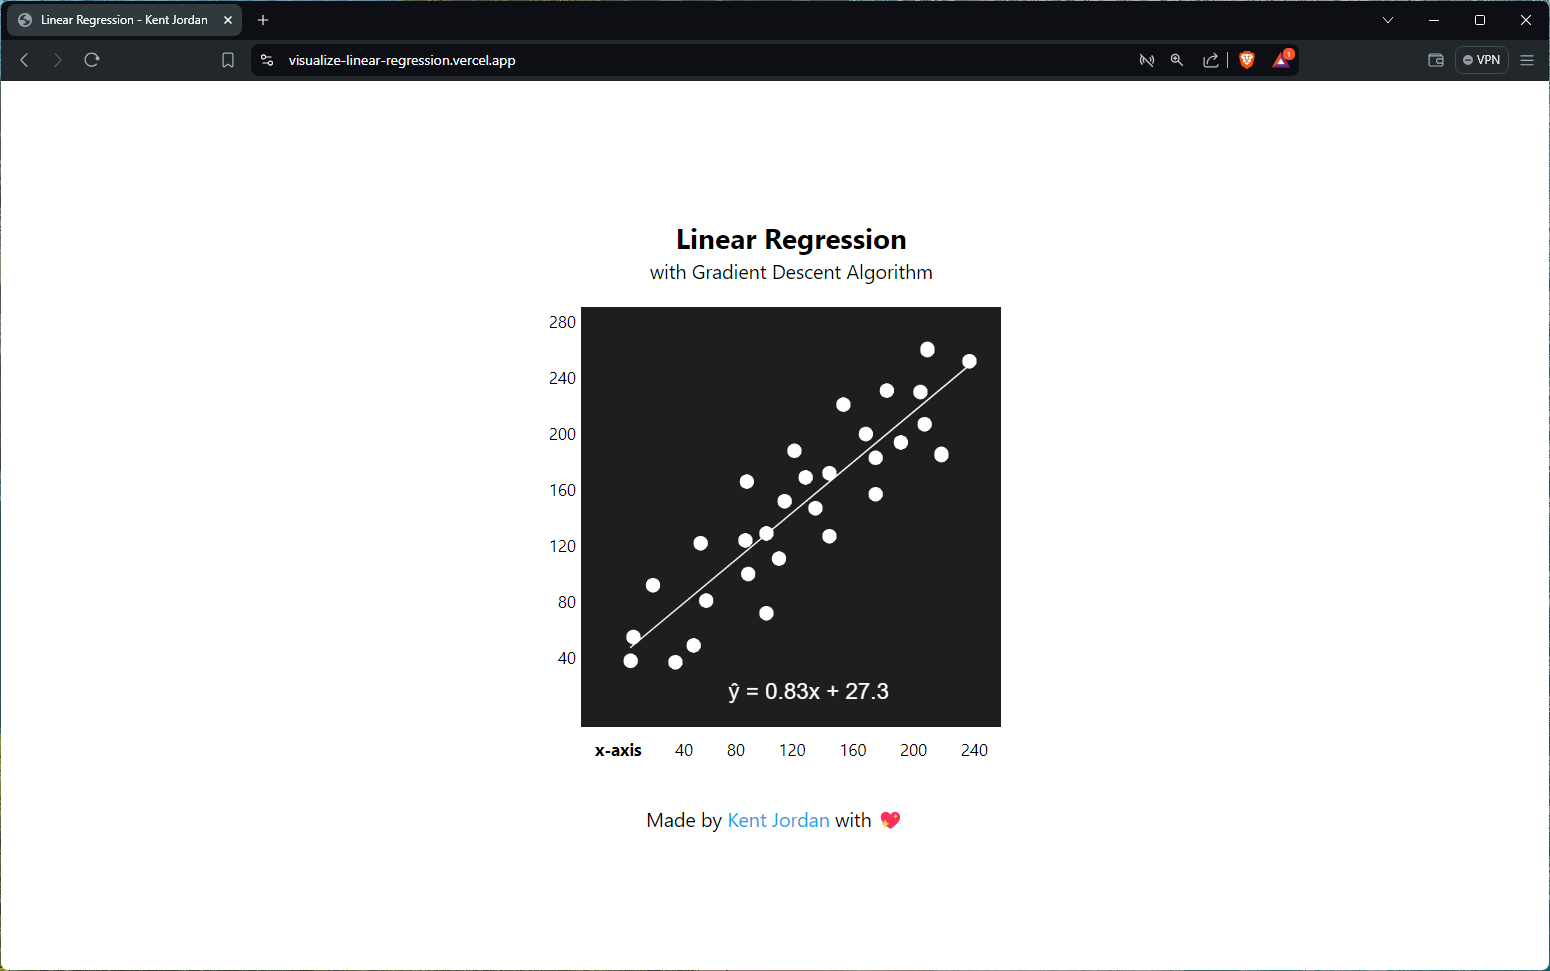 Linear Regression - Kent Jordan
visualize-linear-regression.vercel.app
1
VPN
Linear Regression
with Gradient Descent Algorithm
280
240
200
160
120
80
40
ŷ = 0.83x + 27.3
x-axis 40 80 120 160 200 240
Made by Kent Jordan with 💖